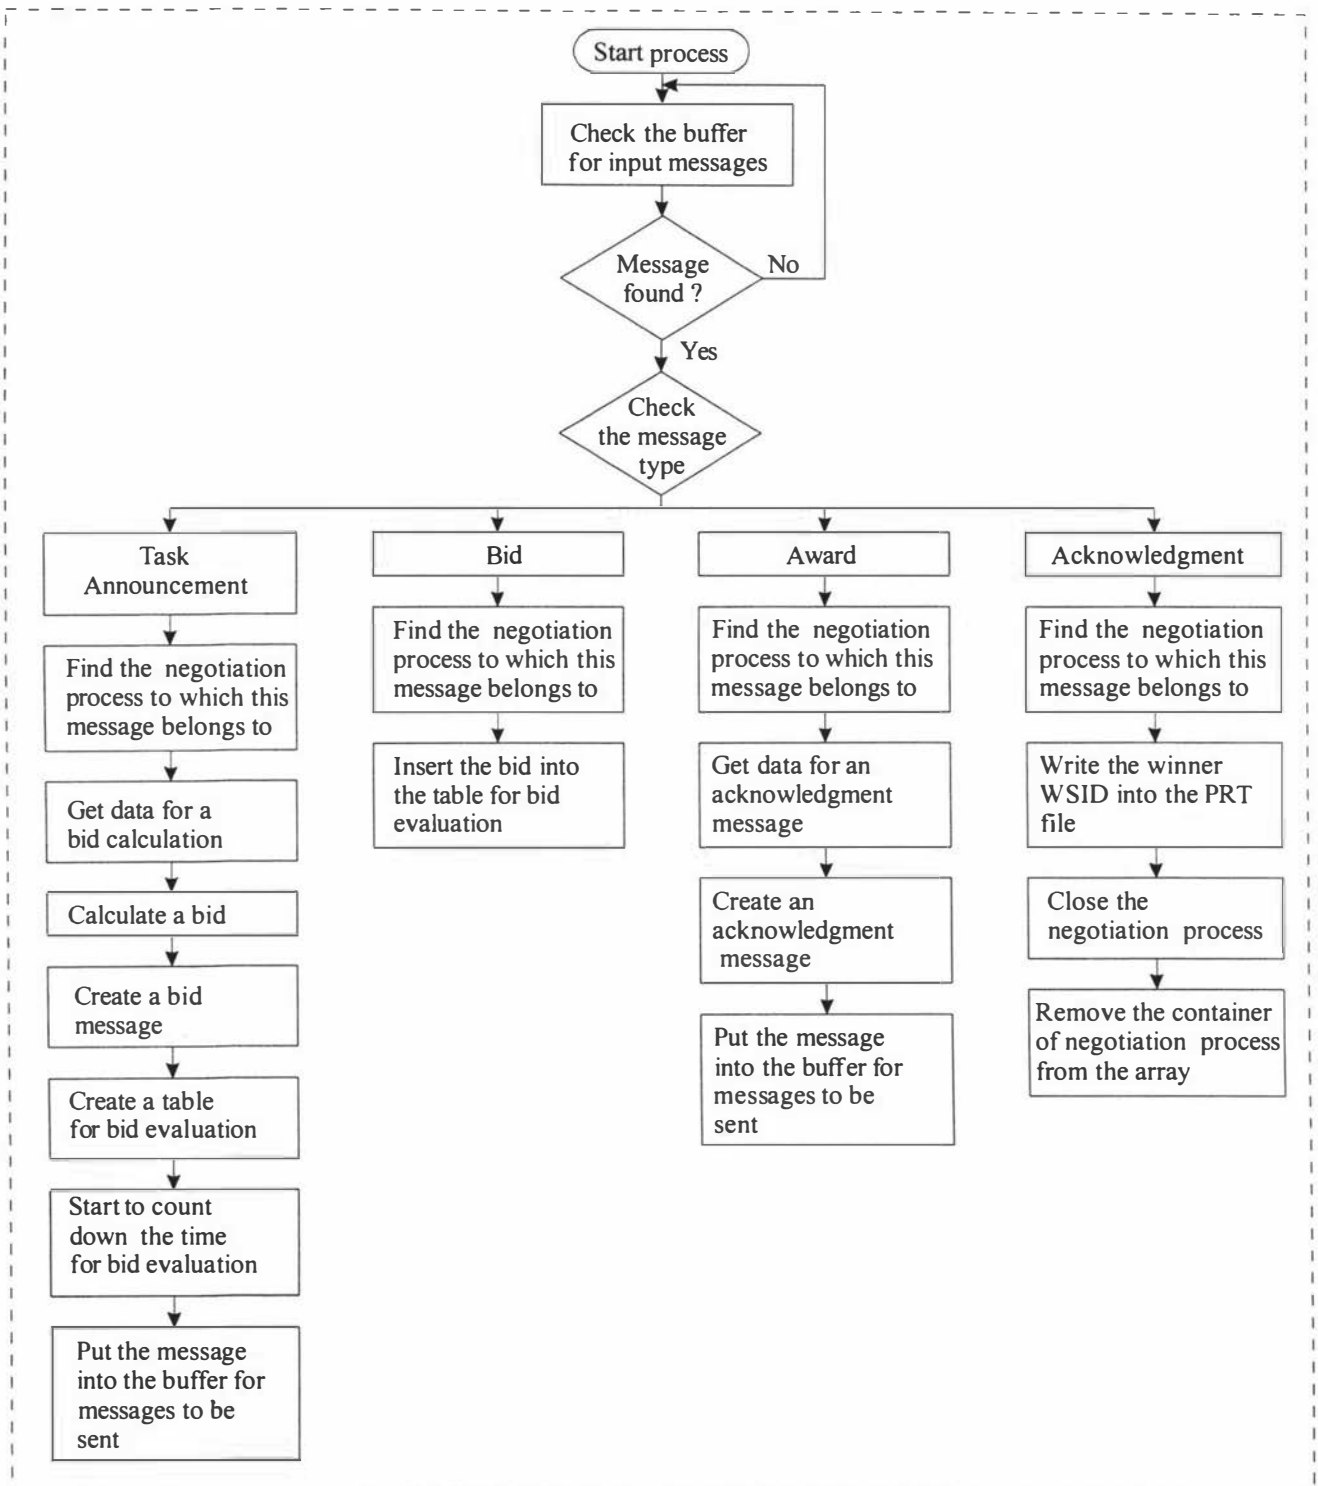 Start process
Check the buffer
for input messages
Message
found ?
No
Yes
Check
the message
type
Task
Announcement
Find the negotiation
process to which this
message belongs to
Get data for a
bid calculation
Calculate a bid
Create a bid
message
Create a table
for bid evaluation
Start to count
down the time
for bid evaluation
Put the message
into the buffer for
messages to be
sent
Bid
Find the negotiation
process to which this
message belongs to
Insert the bid into
the table for bid
evaluation
Award
Find the negotiation
process to which this
message belongs to
Get data for an
acknowledgment
message
Create an
acknowledgment
message
Put the message
into the buffer for
messages to be
sent
Acknowledgment
Find the negotiation
process to which this
message belongs to
Write the winner
WSID into the PRT
file
Close the
negotiation process
Remove the container
of negotiation process
from the array